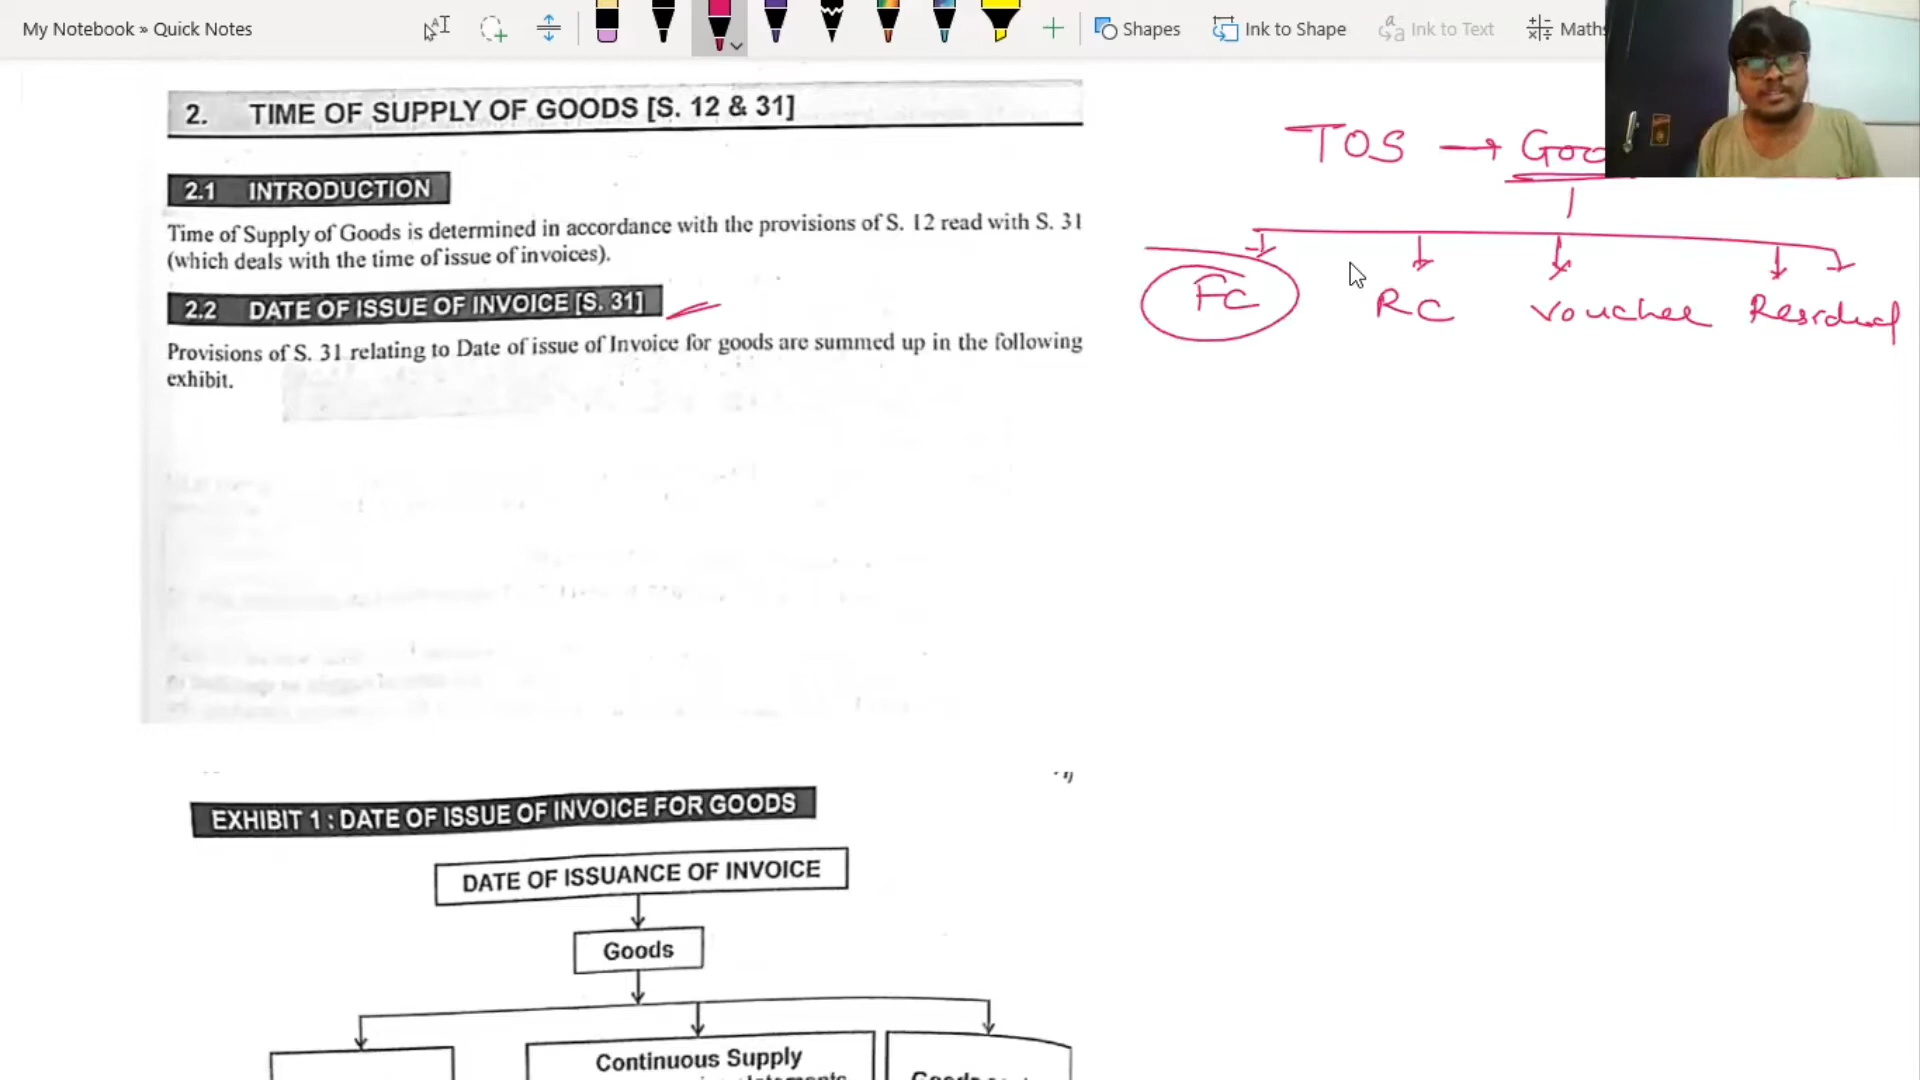 My Notebook » Quick Notes
Shapes
Ink to Shape
Ink to Text
Maths
2. TIME OF SUPPLY OF GOODS [S. 12 & 31]
2.1 INTRODUCTION
Time of Supply of Goods is determined in accordance with the provisions of S. 12 read with S. 31
(which deals with the time of issue of invoices).
2.2 DATE OF ISSUE OF INVOICE [S. 31]
Provisions of S. 31 relating to Date of issue of Invoice for goods are summed up in the following
exhibit.
TOS → Goo
FC
RC
Voucher
Residual
EXHIBIT 1 : DATE OF ISSUE OF INVOICE FOR GOODS
DATE OF ISSUANCE OF INVOICE
Goods
Continuous Supply